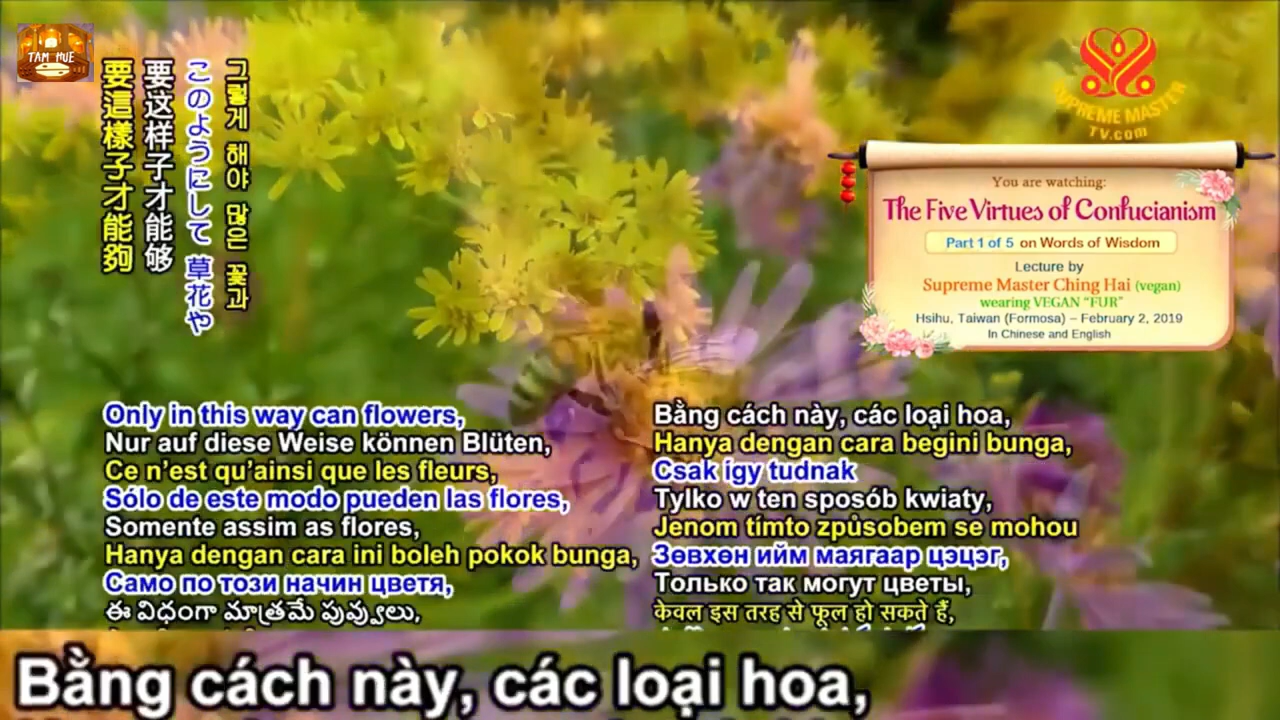 TAM HUE
要這樣子才能夠
要这样子才能够
このようにして 草花や
그렇게 해야 많은 꽃과
SUPREME MASTER
TV.com
You are watching:
The Five Virtues of Confucianism
Part 1 of 5 on Words of Wisdom
Lecture by
Supreme Master Ching Hai (vegan)
wearing VEGAN “FUR”
Hsihu, Taiwan (Formosa) – February 2, 2019
In Chinese and English
Only in this way can flowers,
Nur auf diese Weise können Blüten,
Ce n’est qu’ainsi que les fleurs,
Sólo de este modo pueden las flores,
Somente assim as flores,
Hanya dengan cara ini boleh pokok bunga,
Само по този начин цветя,
ఈ విధంగా మాత్రమే పువ్వులు,
Bằng cách này, các loại hoa,
Hanya dengan cara begini bunga,
Csak így tudnak
Tylko w ten sposób kwiaty,
Jenom tímto způsobem se mohou
Зөвхөн ийм маягаар цэцэг,
Только так могут цветы,
केवल इस तरह से फूल हो सकते हैं,
Bằng cách này, các loại hoa,